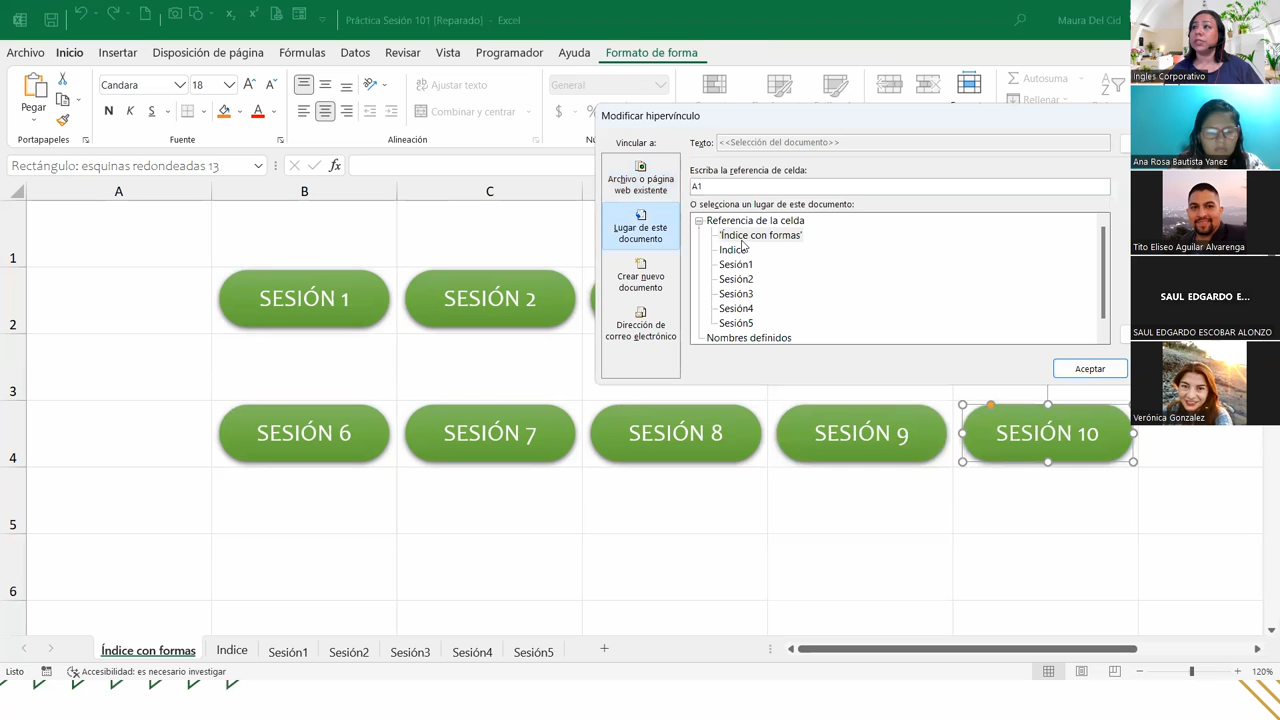 Práctica Sesión 101 [Reparado] - Excel
Maura Del Cid
Archivo Inicio Insertar Disposición de página Fórmulas Datos Revisar Vista Programador Ayuda Formato de forma
Pegar
Candara 18
Ajustar texto
General
Autosuma
N K S
Combinar y centrar
$
Rellenar
Portapapeles Fuente Alineación
Rectángulo: esquinas redondeadas 13
fx
A B C
1
2
3
4
5
6
SESIÓN 1
SESIÓN 2
SESIÓN 6
SESIÓN 7
SESIÓN 8
SESIÓN 9
SESIÓN 10
Modificar hipervínculo
Vincular a:
Texto: <<Selección del documento>>
Archivo o página
web existente
Lugar de este
documento
Crear nuevo
documento
Dirección de
correo electrónico
Escriba la referencia de celda:
A1
O selecciona un lugar de este documento:
Referencia de la celda
'Índice con formas'
Indice
Sesión1
Sesión2
Sesión3
Sesión4
Sesión5
Nombres definidos
Aceptar
Ingles Corporativo
Ana Rosa Bautista Yanez
Tito Eliseo Aguilar Alvarenga
SAUL EDGARDO E...
SAUL EDGARDO ESCOBAR ALONZO
Verónica Gonzalez
Índice con formas Indice Sesión1 Sesión2 Sesión3 Sesión4 Sesión5
Listo
Accesibilidad: es necesario investigar
120%